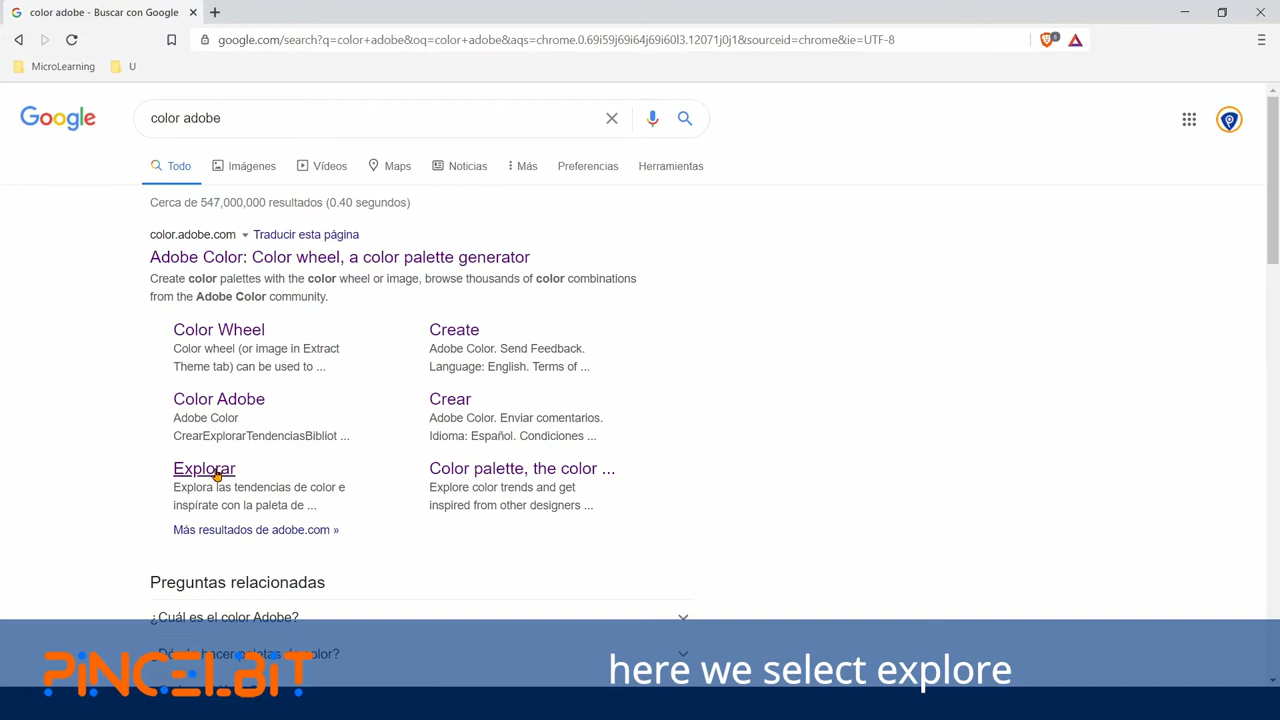 color adobe - Buscar con Google
google.com/search?q=color+adobe&oq=color+adobe&aqs=chrome.0.69i59j69i64j69i60l3.12071j0j1&sourceid=chrome&ie=UTF-8
8
MicroLearning U
Google
color adobe
Todo Imágenes Vídeos Maps Noticias Más Preferencias Herramientas
Cerca de 547,000,000 resultados (0.40 segundos)
color.adobe.com Traducir esta página
Adobe Color: Color wheel, a color palette generator
Create color palettes with the color wheel or image, browse thousands of color combinations
from the Adobe Color community.
Color Wheel
Color wheel (or image in Extract
Theme tab) can be used to ...
Create
Adobe Color. Send Feedback.
Language: English. Terms of ...
Color Adobe
Adobe Color
CrearExplorarTendenciasBibliot ...
Crear
Adobe Color. Enviar comentarios.
Idioma: Español. Condiciones ...
Explorar
Explora las tendencias de color e
inspírate con la paleta de ...
Color palette, the color ...
Explore color trends and get
inspired from other designers ...
Más resultados de adobe.com »
Preguntas relacionadas
¿Cuál es el color Adobe?
¿Dónde hacer paletas de color?
PINCELBIT
here we select explore